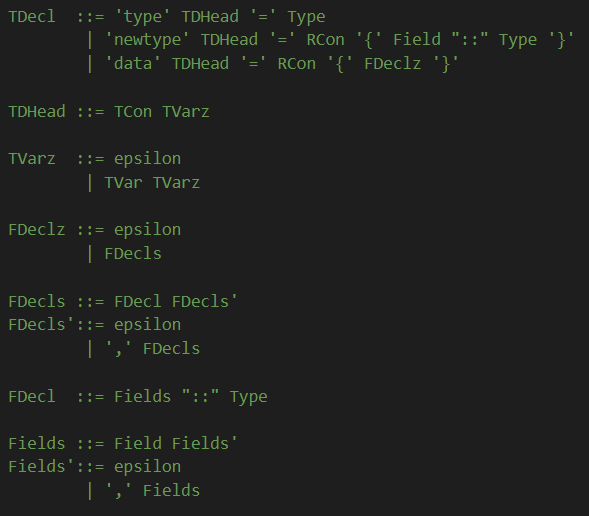 TDecl  ::= 'type' TDHead '=' Type
        | 'newtype' TDHead '=' RCon '{' Field "::" Type '}'
        | 'data' TDHead '=' RCon '{' FDeclz '}'
TDHead ::= TCon TVarz
TVarz  ::= epsilon
        | TVar TVarz
FDeclz ::= epsilon
        | FDecls
FDecls ::= FDecl FDecls'
FDecls'::= epsilon
        | ',' FDecls
FDecl  ::= Fields "::" Type
Fields ::= Field Fields'
Fields'::= epsilon
        | ',' Fields